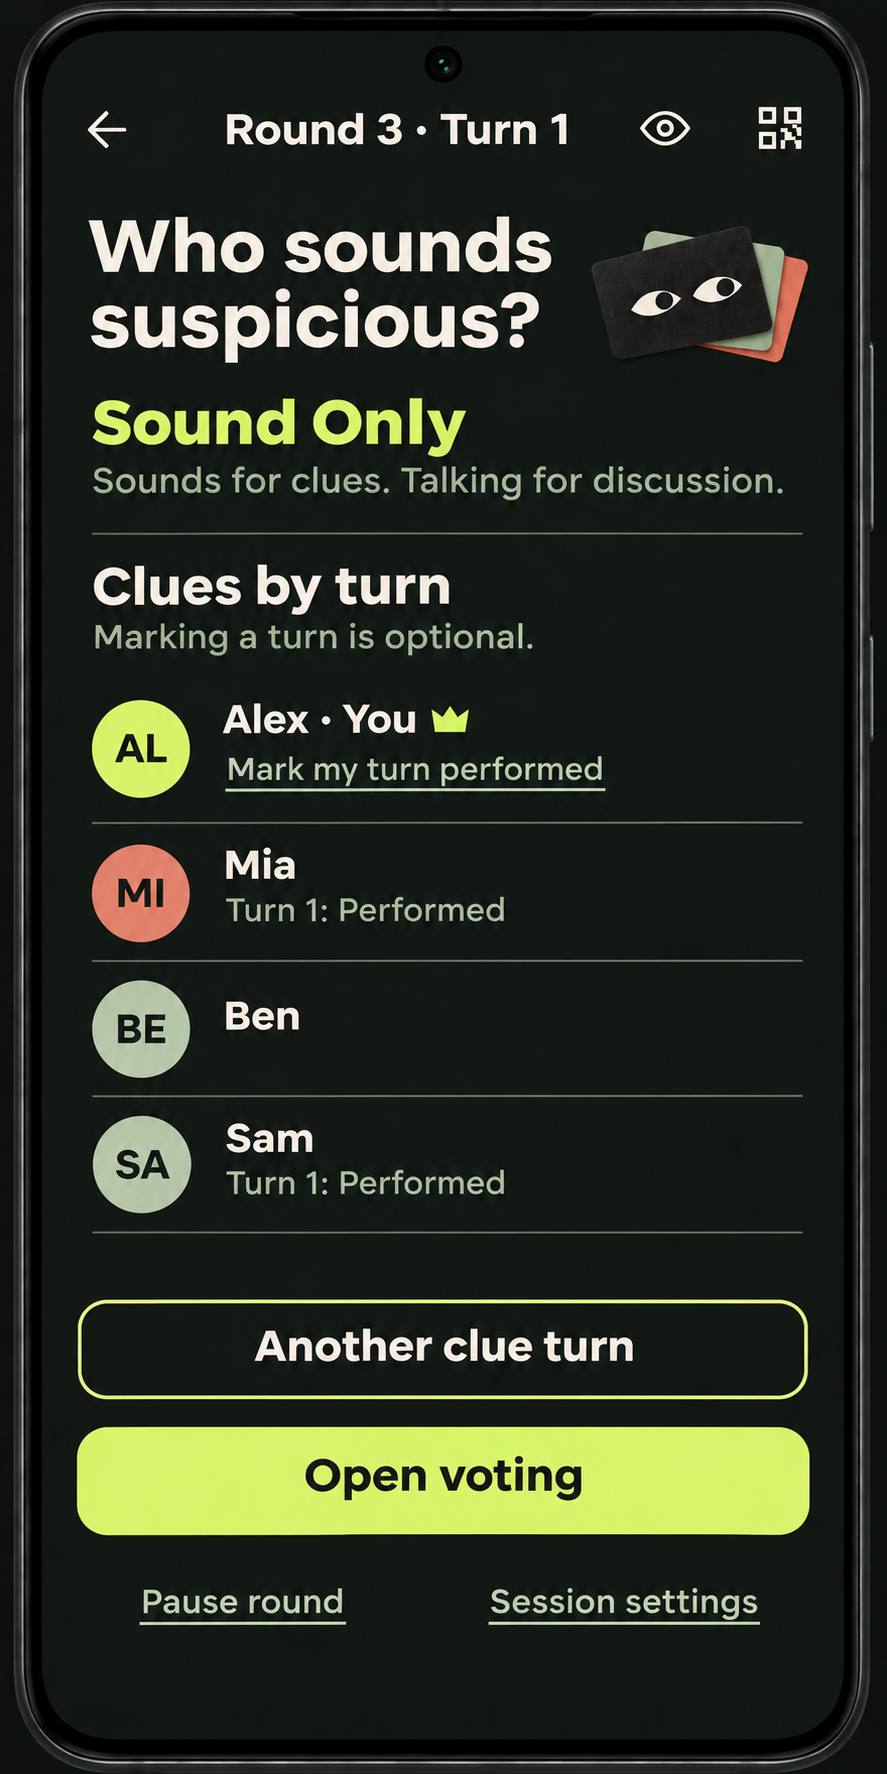 Round 3 • Turn 1
Who sounds
suspicious?
Sound Only
Sounds for clues. Talking for discussion.
Clues by turn
Marking a turn is optional.
AL
Alex • You
Mark my turn performed
MI
Mia
Turn 1: Performed
BE
Ben
SA
Sam
Turn 1: Performed
Another clue turn
Open voting
Pause round
Session settings